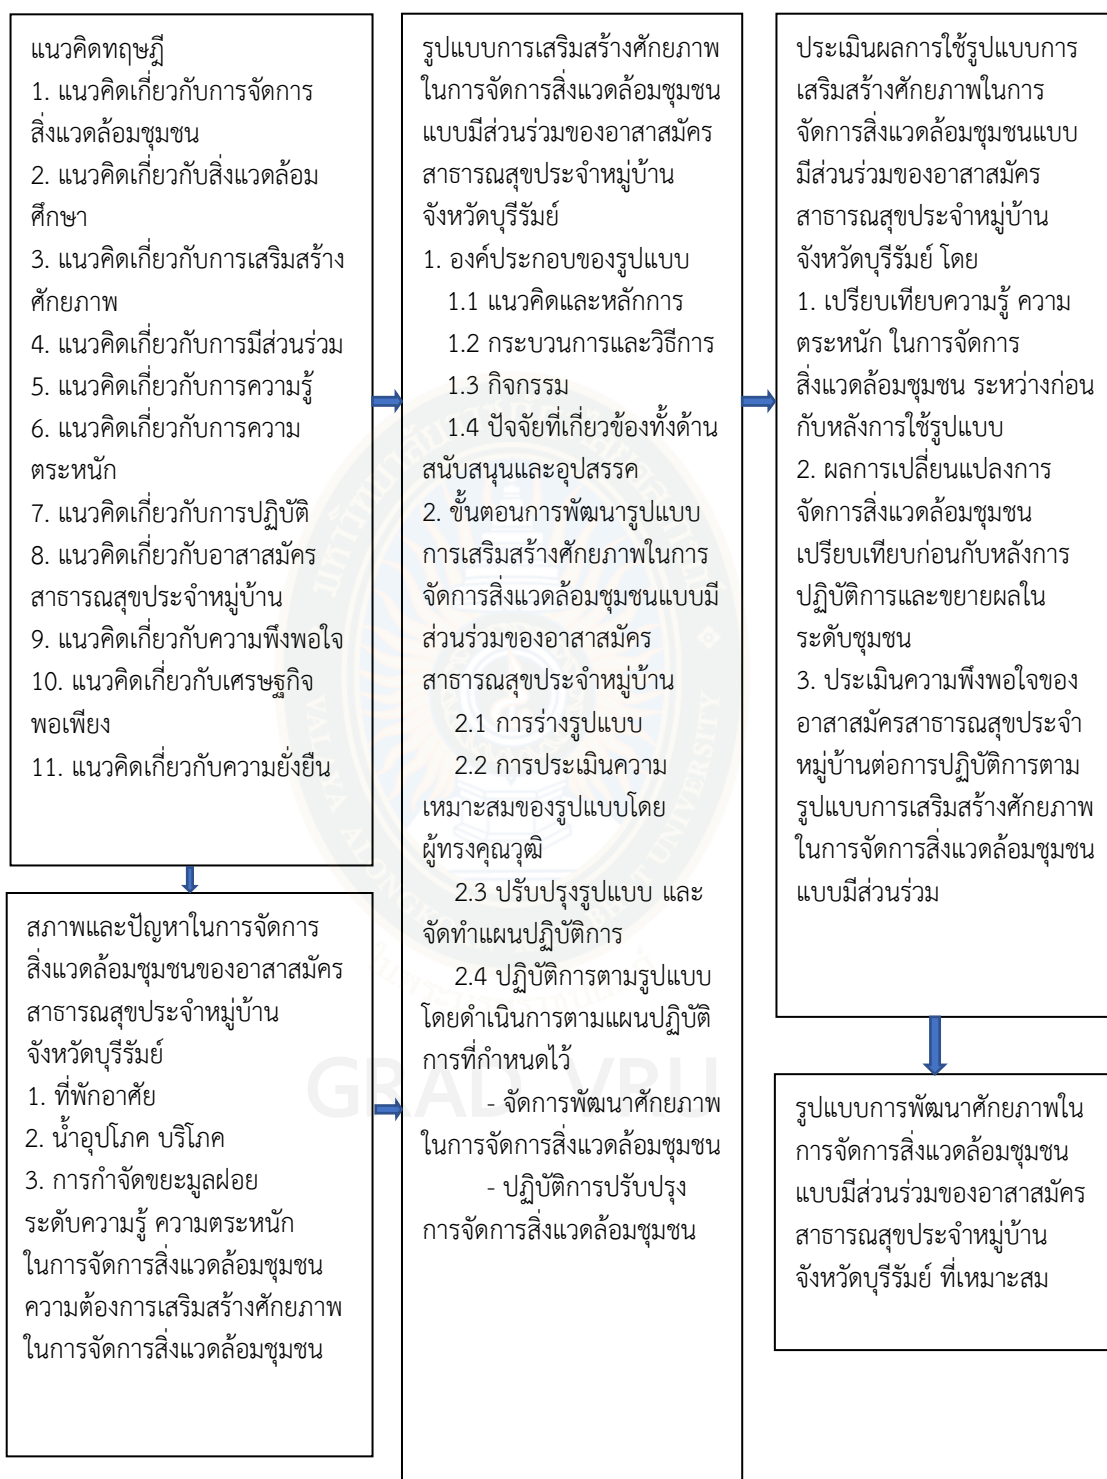 แนวคิดทฤษฎี
1. แนวคิดเกี่ยวกับการจัดการ
สิ่งแวดล้อมชุมชน
2. แนวคิดเกี่ยวกับสิ่งแวดล้อม
ศึกษา
3. แนวคิดเกี่ยวกับการเสริมสร้าง
ศักยภาพ
4. แนวคิดเกี่ยวกับการมีส่วนร่วม
5. แนวคิดเกี่ยวกับการความรู้
6. แนวคิดเกี่ยวกับการความ
ตระหนัก
7. แนวคิดเกี่ยวกับการปฏิบัติ
8. แนวคิดเกี่ยวกับอาสาสมัคร
สาธารณสุขประจำหมู่บ้าน
9. แนวคิดเกี่ยวกับความพึงพอใจ
10. แนวคิดเกี่ยวกับเศรษฐกิจ
พอเพียง
11. แนวคิดเกี่ยวกับความยั่งยืน
สภาพและปัญหาในการจัดการ
สิ่งแวดล้อมชุมชนของอาสาสมัคร
สาธารณสุขประจำหมู่บ้าน
จังหวัดบุรีรัมย์
1. ที่พักอาศัย
2. น้ำอุปโภค บริโภค
3. การกำจัดขยะมูลฝอย
ระดับความรู้ ความตระหนัก
ในการจัดการสิ่งแวดล้อมชุมชน
ความต้องการเสริมสร้างศักยภาพ
ในการจัดการสิ่งแวดล้อมชุมชน
รูปแบบการเสริมสร้างศักยภาพ
ในการจัดการสิ่งแวดล้อมชุมชน
แบบมีส่วนร่วมของอาสาสมัคร
สาธารณสุขประจำหมู่บ้าน
จังหวัดบุรีรัมย์
1. องค์ประกอบของรูปแบบ
1.1 แนวคิดและหลักการ
1.2 กระบวนการและวิธีการ
1.3 กิจกรรม
1.4 ปัจจัยที่เกี่ยวข้องทั้งด้าน
สนับสนุนและอุปสรรค
2. ขั้นตอนการพัฒนารูปแบบ
การเสริมสร้างศักยภาพในการ
จัดการสิ่งแวดล้อมชุมชนแบบมี
ส่วนร่วมของอาสาสมัคร
สาธารณสุขประจำหมู่บ้าน
2.1 การร่างรูปแบบ
2.2 การประเมินความ
เหมาะสมของรูปแบบโดย
ผู้ทรงคุณวุฒิ
2.3 ปรับปรุงรูปแบบ และ
จัดทำแผนปฏิบัติการ
2.4 ปฏิบัติการตามรูปแบบ
โดยดำเนินการตามแผนปฏิบัติ
การที่กำหนดไว้
- จัดการพัฒนาศักยภาพ
ในการจัดการสิ่งแวดล้อมชุมชน
- ปฏิบัติการปรับปรุง
การจัดการสิ่งแวดล้อมชุมชน
ประเมินผลการใช้รูปแบบการ
เสริมสร้างศักยภาพในการ
จัดการสิ่งแวดล้อมชุมชนแบบ
มีส่วนร่วมของอาสาสมัคร
สาธารณสุขประจำหมู่บ้าน
จังหวัดบุรีรัมย์ โดย
1. เปรียบเทียบความรู้ ความ
ตระหนัก ในการจัดการ
สิ่งแวดล้อมชุมชน ระหว่างก่อน
กับหลังการใช้รูปแบบ
2. ผลการเปลี่ยนแปลงการ
จัดการสิ่งแวดล้อมชุมชน
เปรียบเทียบก่อนกับหลังการ
ปฏิบัติการและขยายผลใน
ระดับชุมชน
3. ประเมินความพึงพอใจของ
อาสาสมัครสาธารณสุขประจำ
หมู่บ้านต่อการปฏิบัติการตาม
รูปแบบการเสริมสร้างศักยภาพ
ในการจัดการสิ่งแวดล้อมชุมชน
แบบมีส่วนร่วม
รูปแบบการพัฒนาศักยภาพใน
การจัดการสิ่งแวดล้อมชุมชน
แบบมีส่วนร่วมของอาสาสมัคร
สาธารณสุขประจำหมู่บ้าน
จังหวัดบุรีรัมย์ ที่เหมาะสม
GRAD VRU